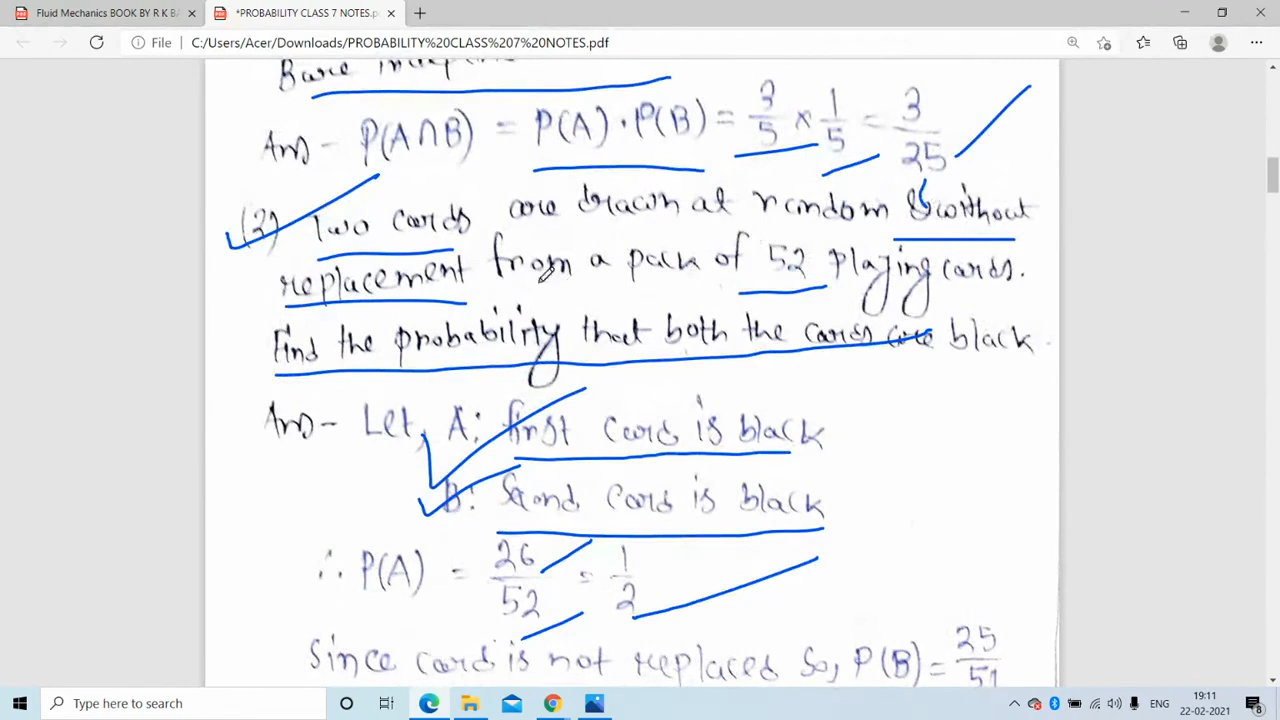 Fluid Mechanics BOOK BY R K BA
*PROBABILITY CLASS 7 NOTES.p
File
C:/Users/Acer/Downloads/PROBABILITY%20CLASS%207%20NOTES.pdf
Ans - P(A∩B) = P(A)·P(B) = 3/5 × 1/5 = 3/25
(2) Two cards are drawn at random & without
replacement from a pack of 52 playing cards.
Find the probability that both the cards are black
Ans - Let, A: first card is black
B: Second card is black
∴ P(A) = 26/52 = 1/2
Since card is not replaced so, P(B) = 25/51
Type here to search
ENG
19:11
22-02-2021
8